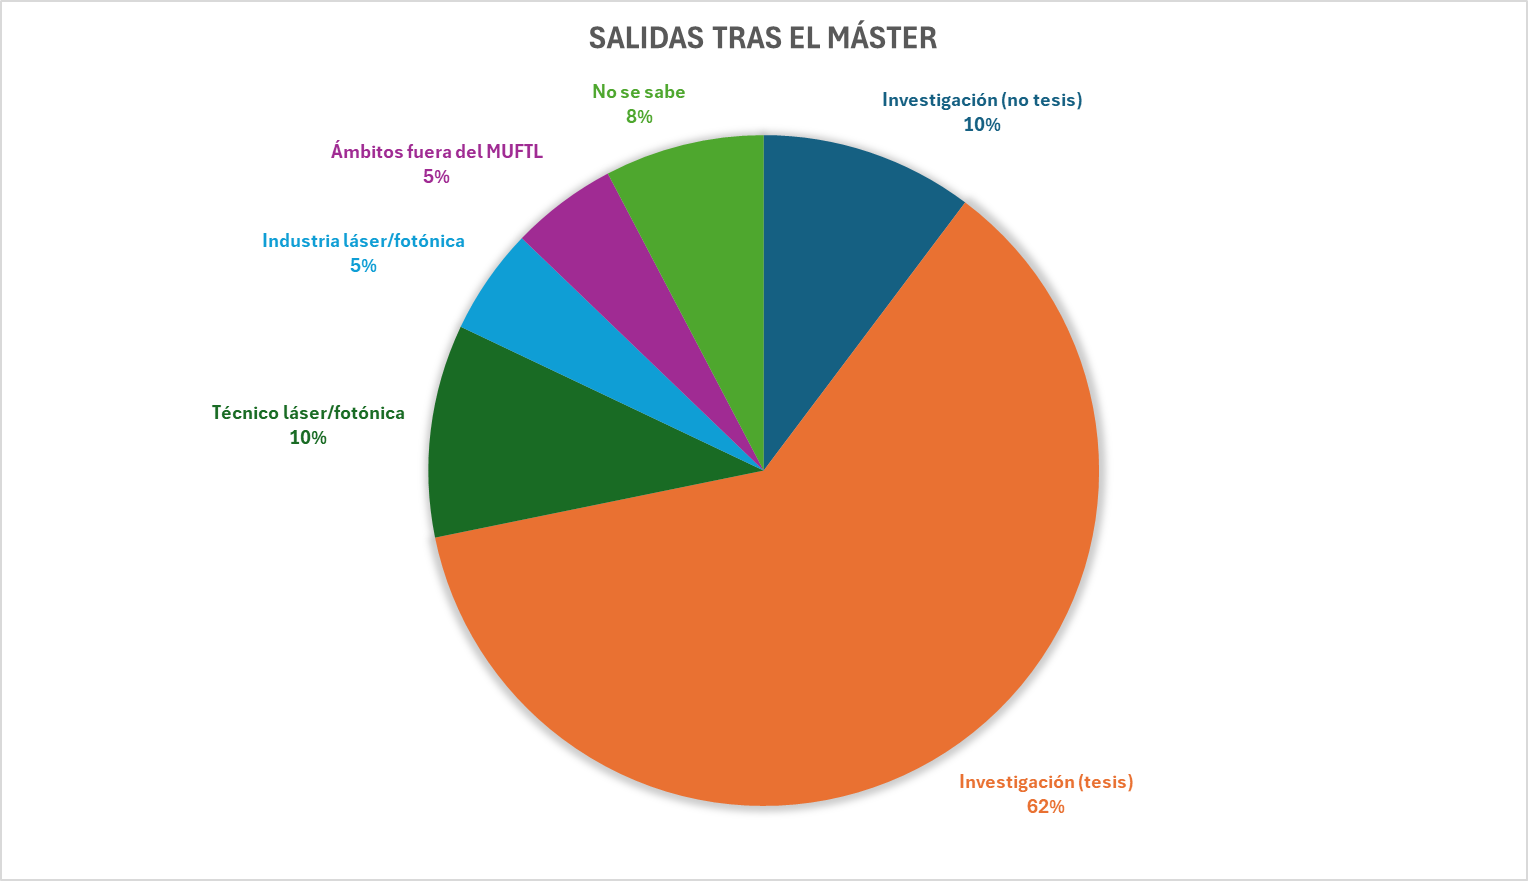 SALIDAS TRAS EL MÁSTER
No se sabe
8%
Investigación (no tesis)
10%
Ámbitos fuera del MUFTL
5%
Industria láser/fotónica
5%
Técnico láser/fotónica
10%
Investigación (tesis)
62%